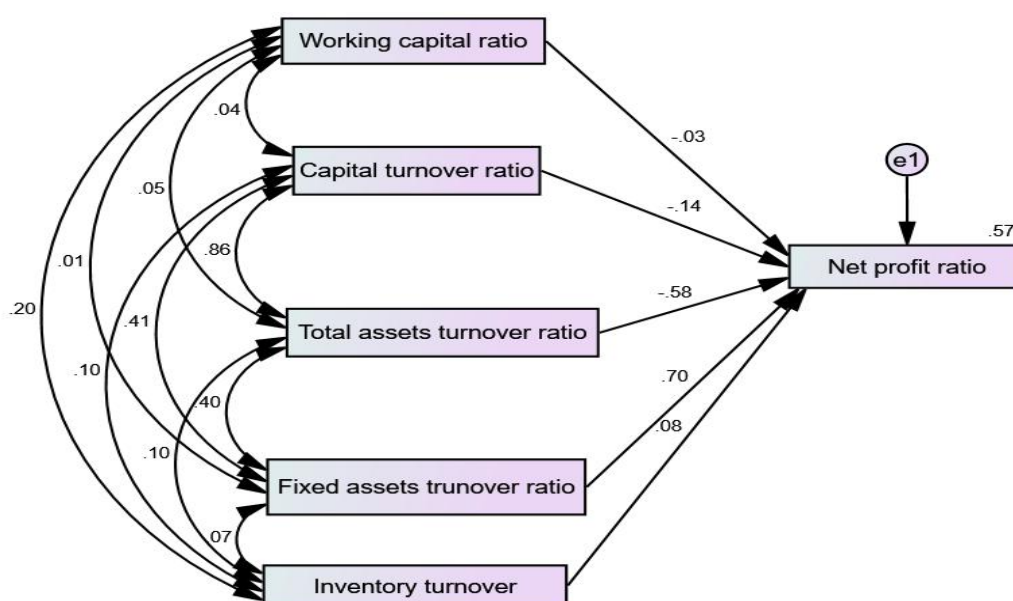 Working capital ratio
.04
-.03
e1
Capital turnover ratio
.05
-.14
.57
.86
.01
Net profit ratio
-.58
.20
.41
Total assets turnover ratio
.10
.70
.40
.08
.10
Fixed assets trunover ratio
07
Inventory turnover